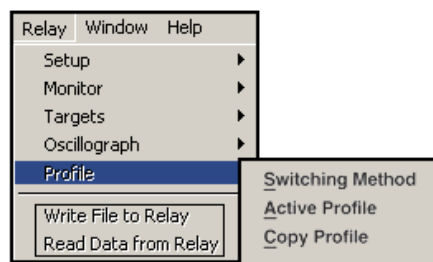 Relay Window Help
Setup
Monitor
Targets
Oscillograph
Profile
Switching Method
Active Profile
Copy Profile
Write File to Relay
Read Data from Relay